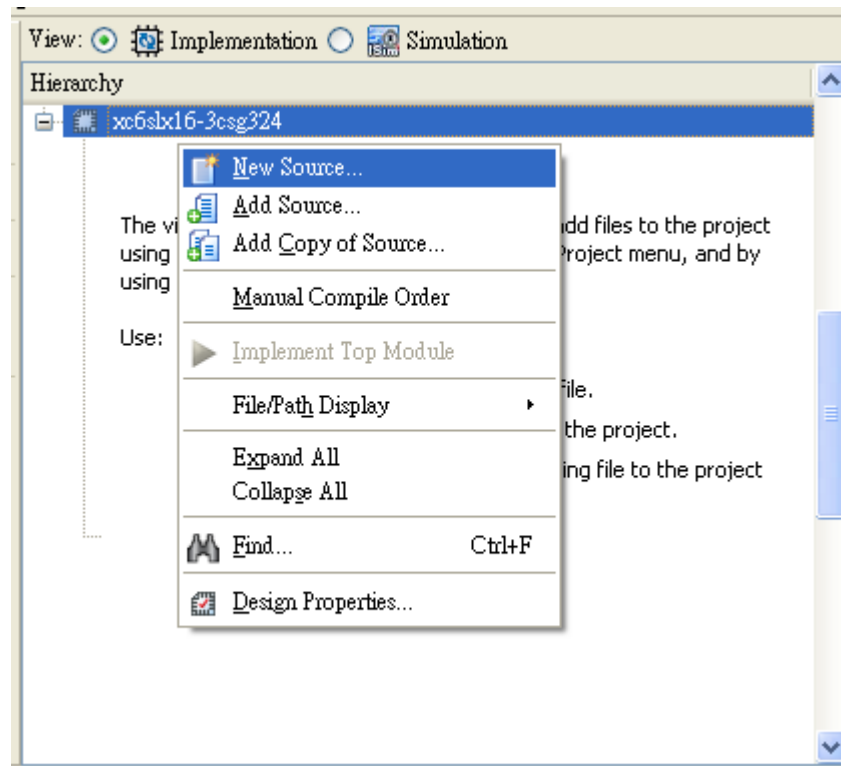 View: Implementation Simulation
Hierarchy
xc6slx16-3csg324
New Source...
Add Source...
Add Copy of Source...
Manual Compile Order
Implement Top Module
File/Path Display
Expand All
Collapse All
Find... Ctrl+F
Design Properties...
The vi dd files to the project
using Project menu, and by
using
Use:
file.
the project.
ing file to the project